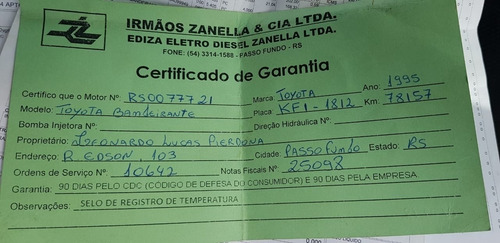 IRMÃOS ZANELLA & CIA LTDA.
EDIZA ELETRO DIESEL ZANELLA LTDA.
FONE: (54) 3314-1588 - PASSO FUNDO - RS
Certificado de Garantia
Certifico que o Motor Nº: RS0077721 Marca: TOYOTA Ano: 1995
Modelo: TOYOTA BANDEIRANTE Placa: KFI-1812 Km: 78157
Bomba Injetora Nº: Direção Hidráulica Nº:
Proprietário: LEONARDO LUCAS PIERDONA
Endereço: R. EDSON, 103 Cidade: PASSO FUNDO Estado: RS
Ordens de Serviço Nº: 10642 Notas Fiscais Nº: 25098
Garantia: 90 DIAS PELO CDC (CODIGO DE DEFESA DO CONSUMIDOR) E 90 DIAS PELA EMPRESA
Observações: SELO DE REGISTRO DE TEMPERATURA